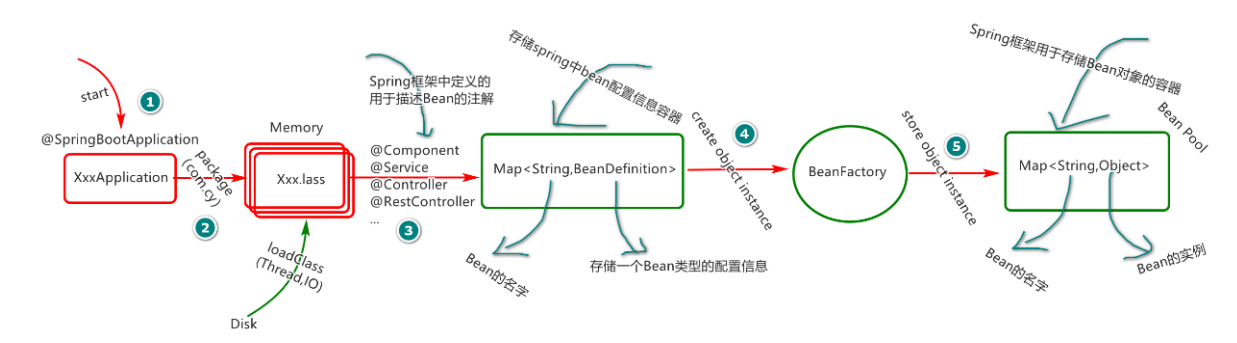 start
1
@SpringBootApplication
XxxApplication
package
(com.cy)
2
Memory
Xxx.lass
loadClass
(Thread,IO)
Disk
Spring框架中定义的
用于描述Bean的注解
@Component
@Service
@Controller
@RestController
...
3
存储spring中bean配置信息容器
Map<String,BeanDefinition>
Bean的名字
存储一个Bean类型的配置信息
4
create object instance
BeanFactory
5
store object instance
Spring框架用于存储Bean对象的容器
Bean Pool
Map<String,Object>
Bean的名字
Bean的实例